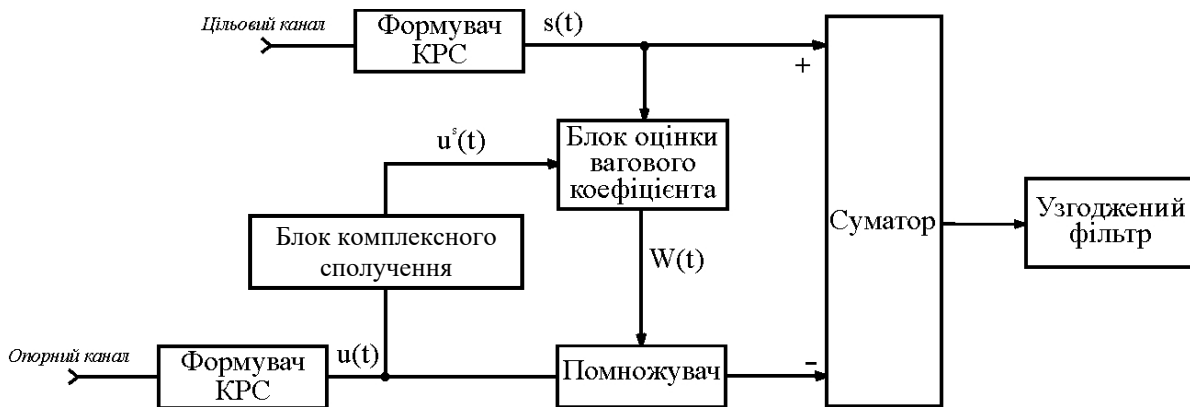 Цільовий канал
Формувач
КРС
s(t)
+
Блок оцінки
вагового
коефіцієнта
uˢ(t)
Суматор
Узгоджений
фільтр
Блок комплексного
сполучення
W(t)
Опорний канал
Формувач
КРС
u(t)
Помножувач
-